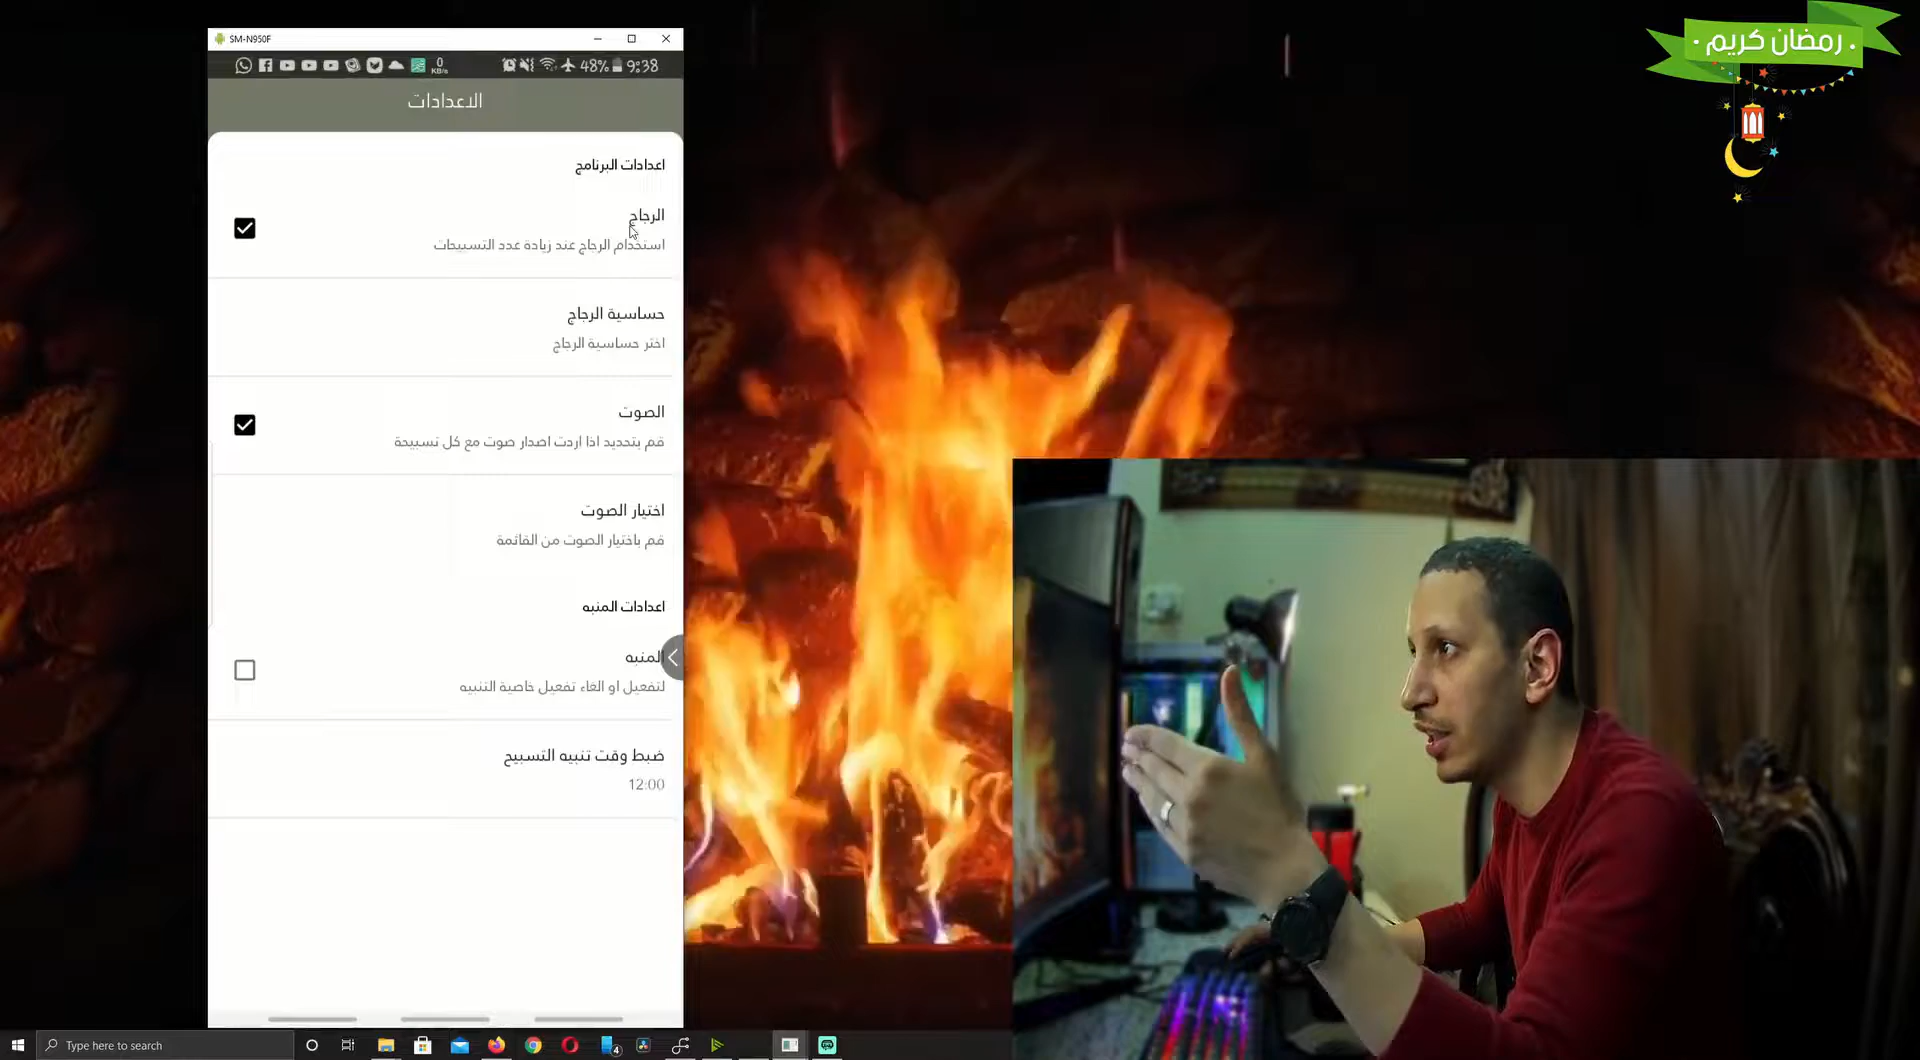 SM-N950F
0
KB/s
48%
9:38
الاعدادات
اعدادات البرنامج
الرجاج
استخدام الرجاج عند زيادة عدد التسبيحات
حساسية الرجاج
اختر حساسية الرجاج
الصوت
قم بتحديد اذا اردت اصدار صوت مع كل تسبيحة
اختيار الصوت
قم باختيار الصوت من القائمة
اعدادات المنبه
المنبه
لتفعيل او الغاء تفعيل خاصية التنبيه
ضبط وقت تنبيه التسبيح
12:00
رمضان كريم
Type here to search
4